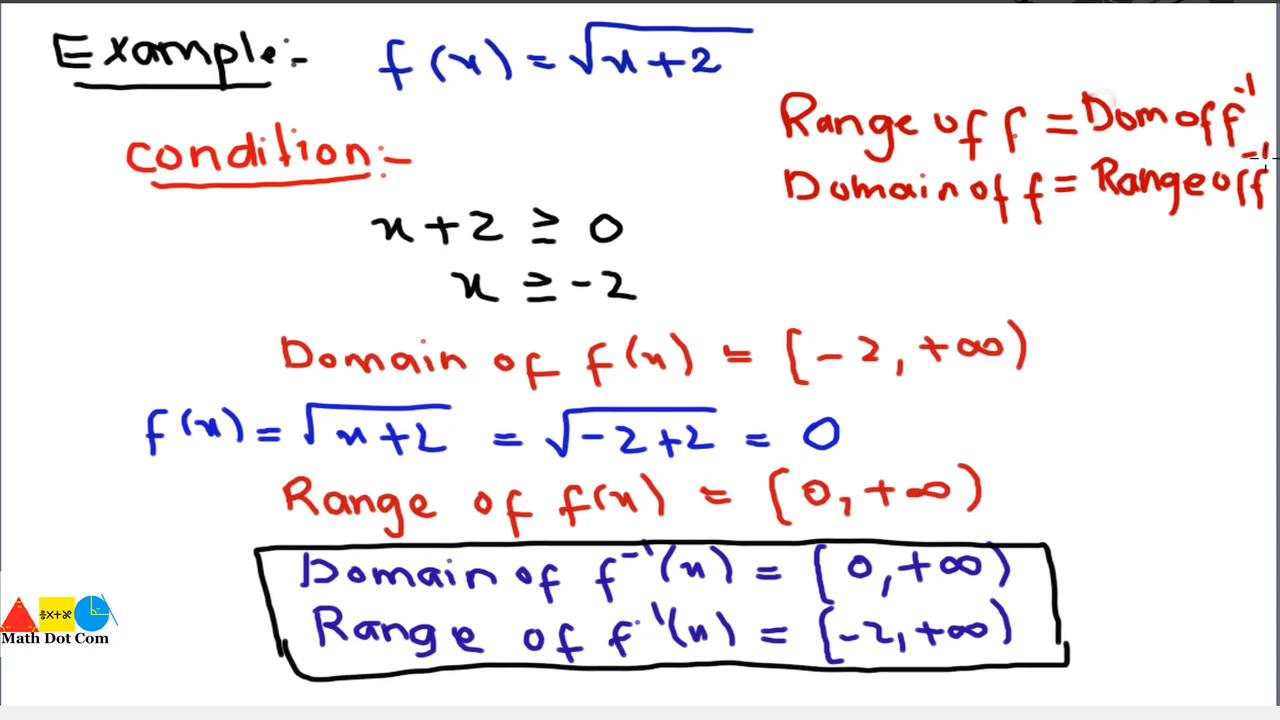 Example:- f(x) = √x+2
Range of f = Dom of f⁻¹
condition:-
Domain of f = Range of f⁻¹
x+2 ≥ 0
x ≥ -2
Domain of f(x) = [-2, +∞)
f(x) = √x+2 = √-2+2 = 0
Range of f(x) = [0, +∞)
Domain of f⁻¹(x) = [0, +∞)
Range of f⁻¹(x) = [-2, +∞)
Math Dot Com